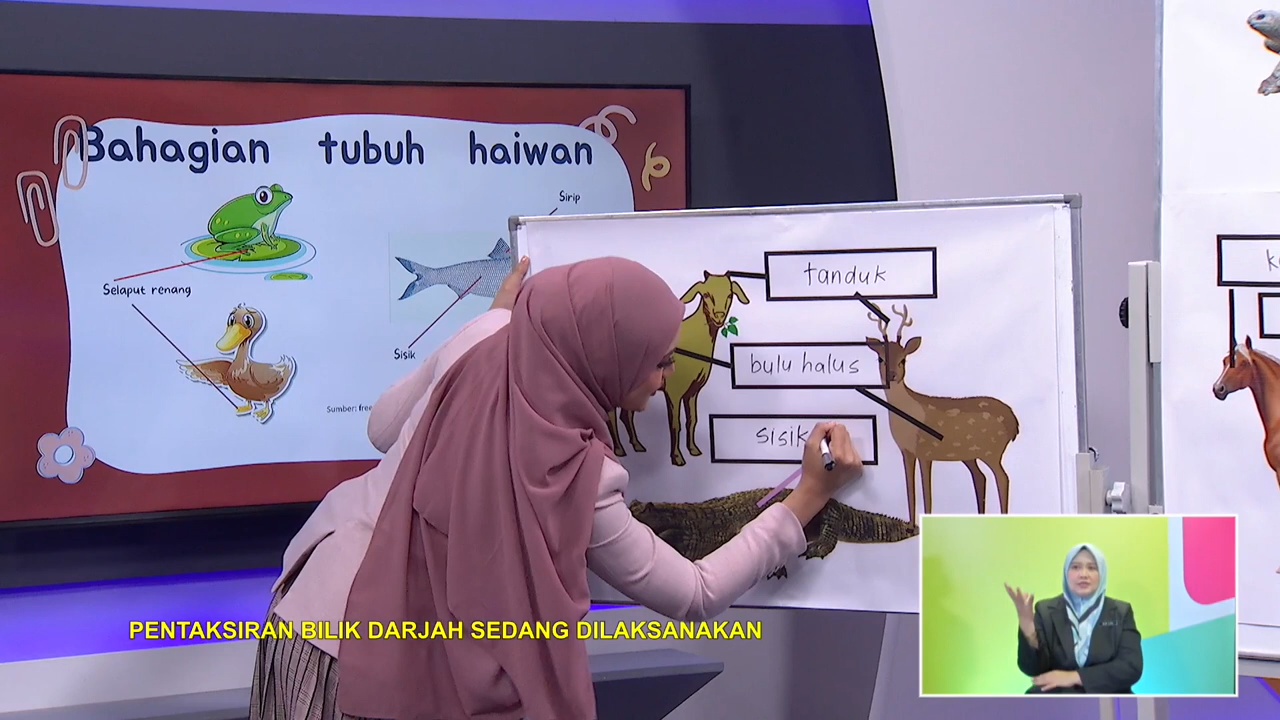 Bahagian tubuh haiwan
Sirip
Selaput renang
Sisik
Sumber: free
tanduk
bulu halus
sisik
PENTAKSIRAN BILIK DARJAH SEDANG DILAKSANAKAN